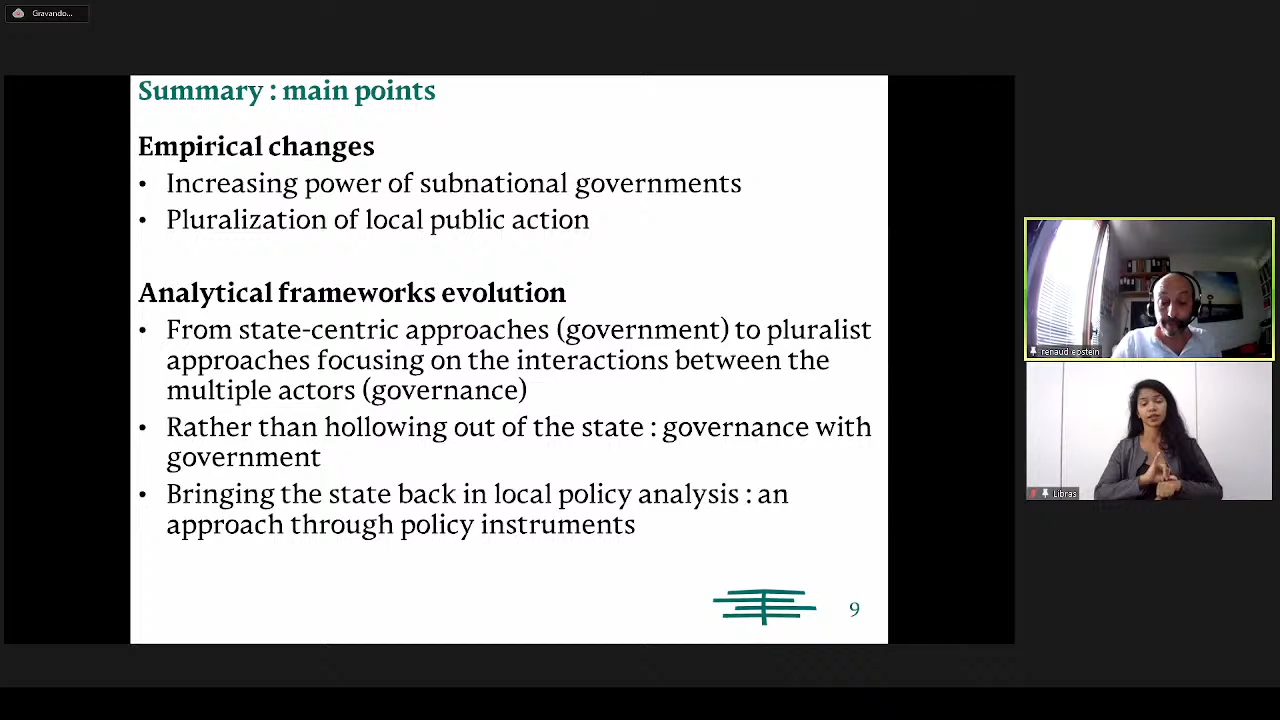 Gravando...
Summary : main points
Empirical changes
• Increasing power of subnational governments
• Pluralization of local public action
Analytical frameworks evolution
• From state-centric approaches (government) to pluralist
approaches focusing on the interactions between the
multiple actors (governance)
• Rather than hollowing out of the state : governance with
government
• Bringing the state back in local policy analysis : an
approach through policy instruments
9
renaud epstein
Libras